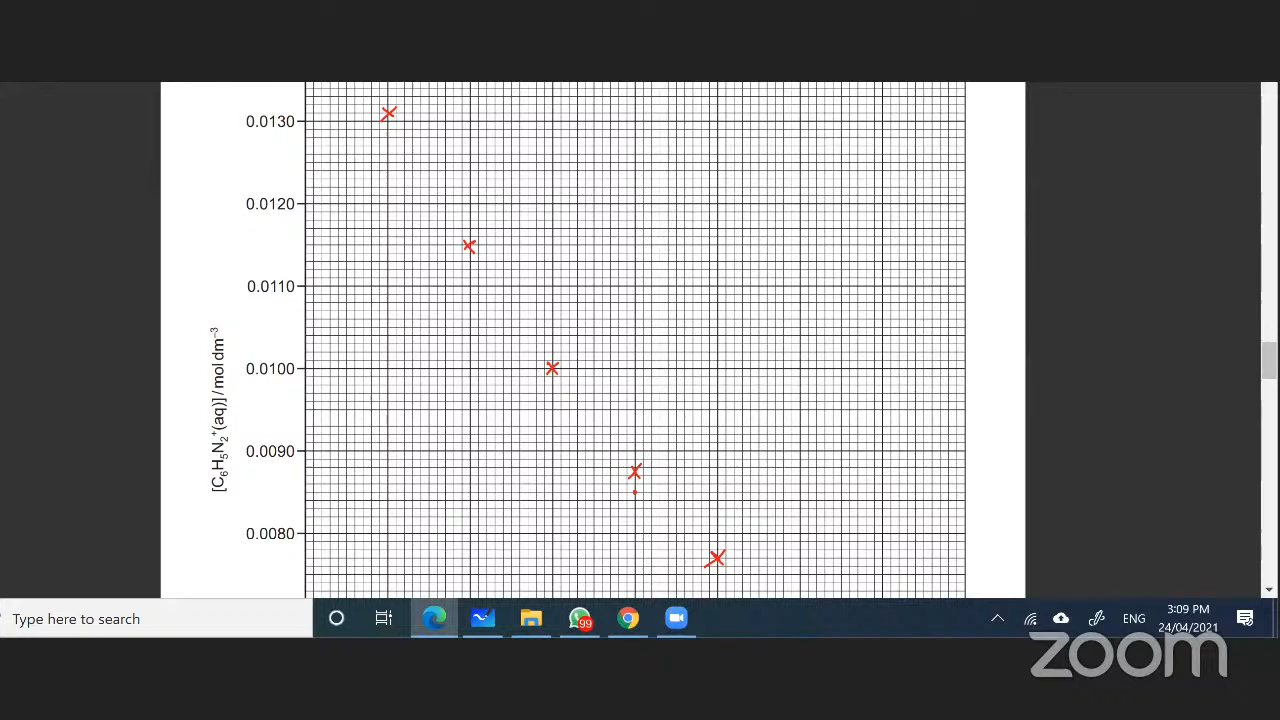 0.0130
0.0120
0.0110
0.0100
0.0090
0.0080
[C₆H₅N₂⁺(aq)] / mol dm⁻³
Type here to search
99
ENG
3:09 PM
24/04/2021
zoom